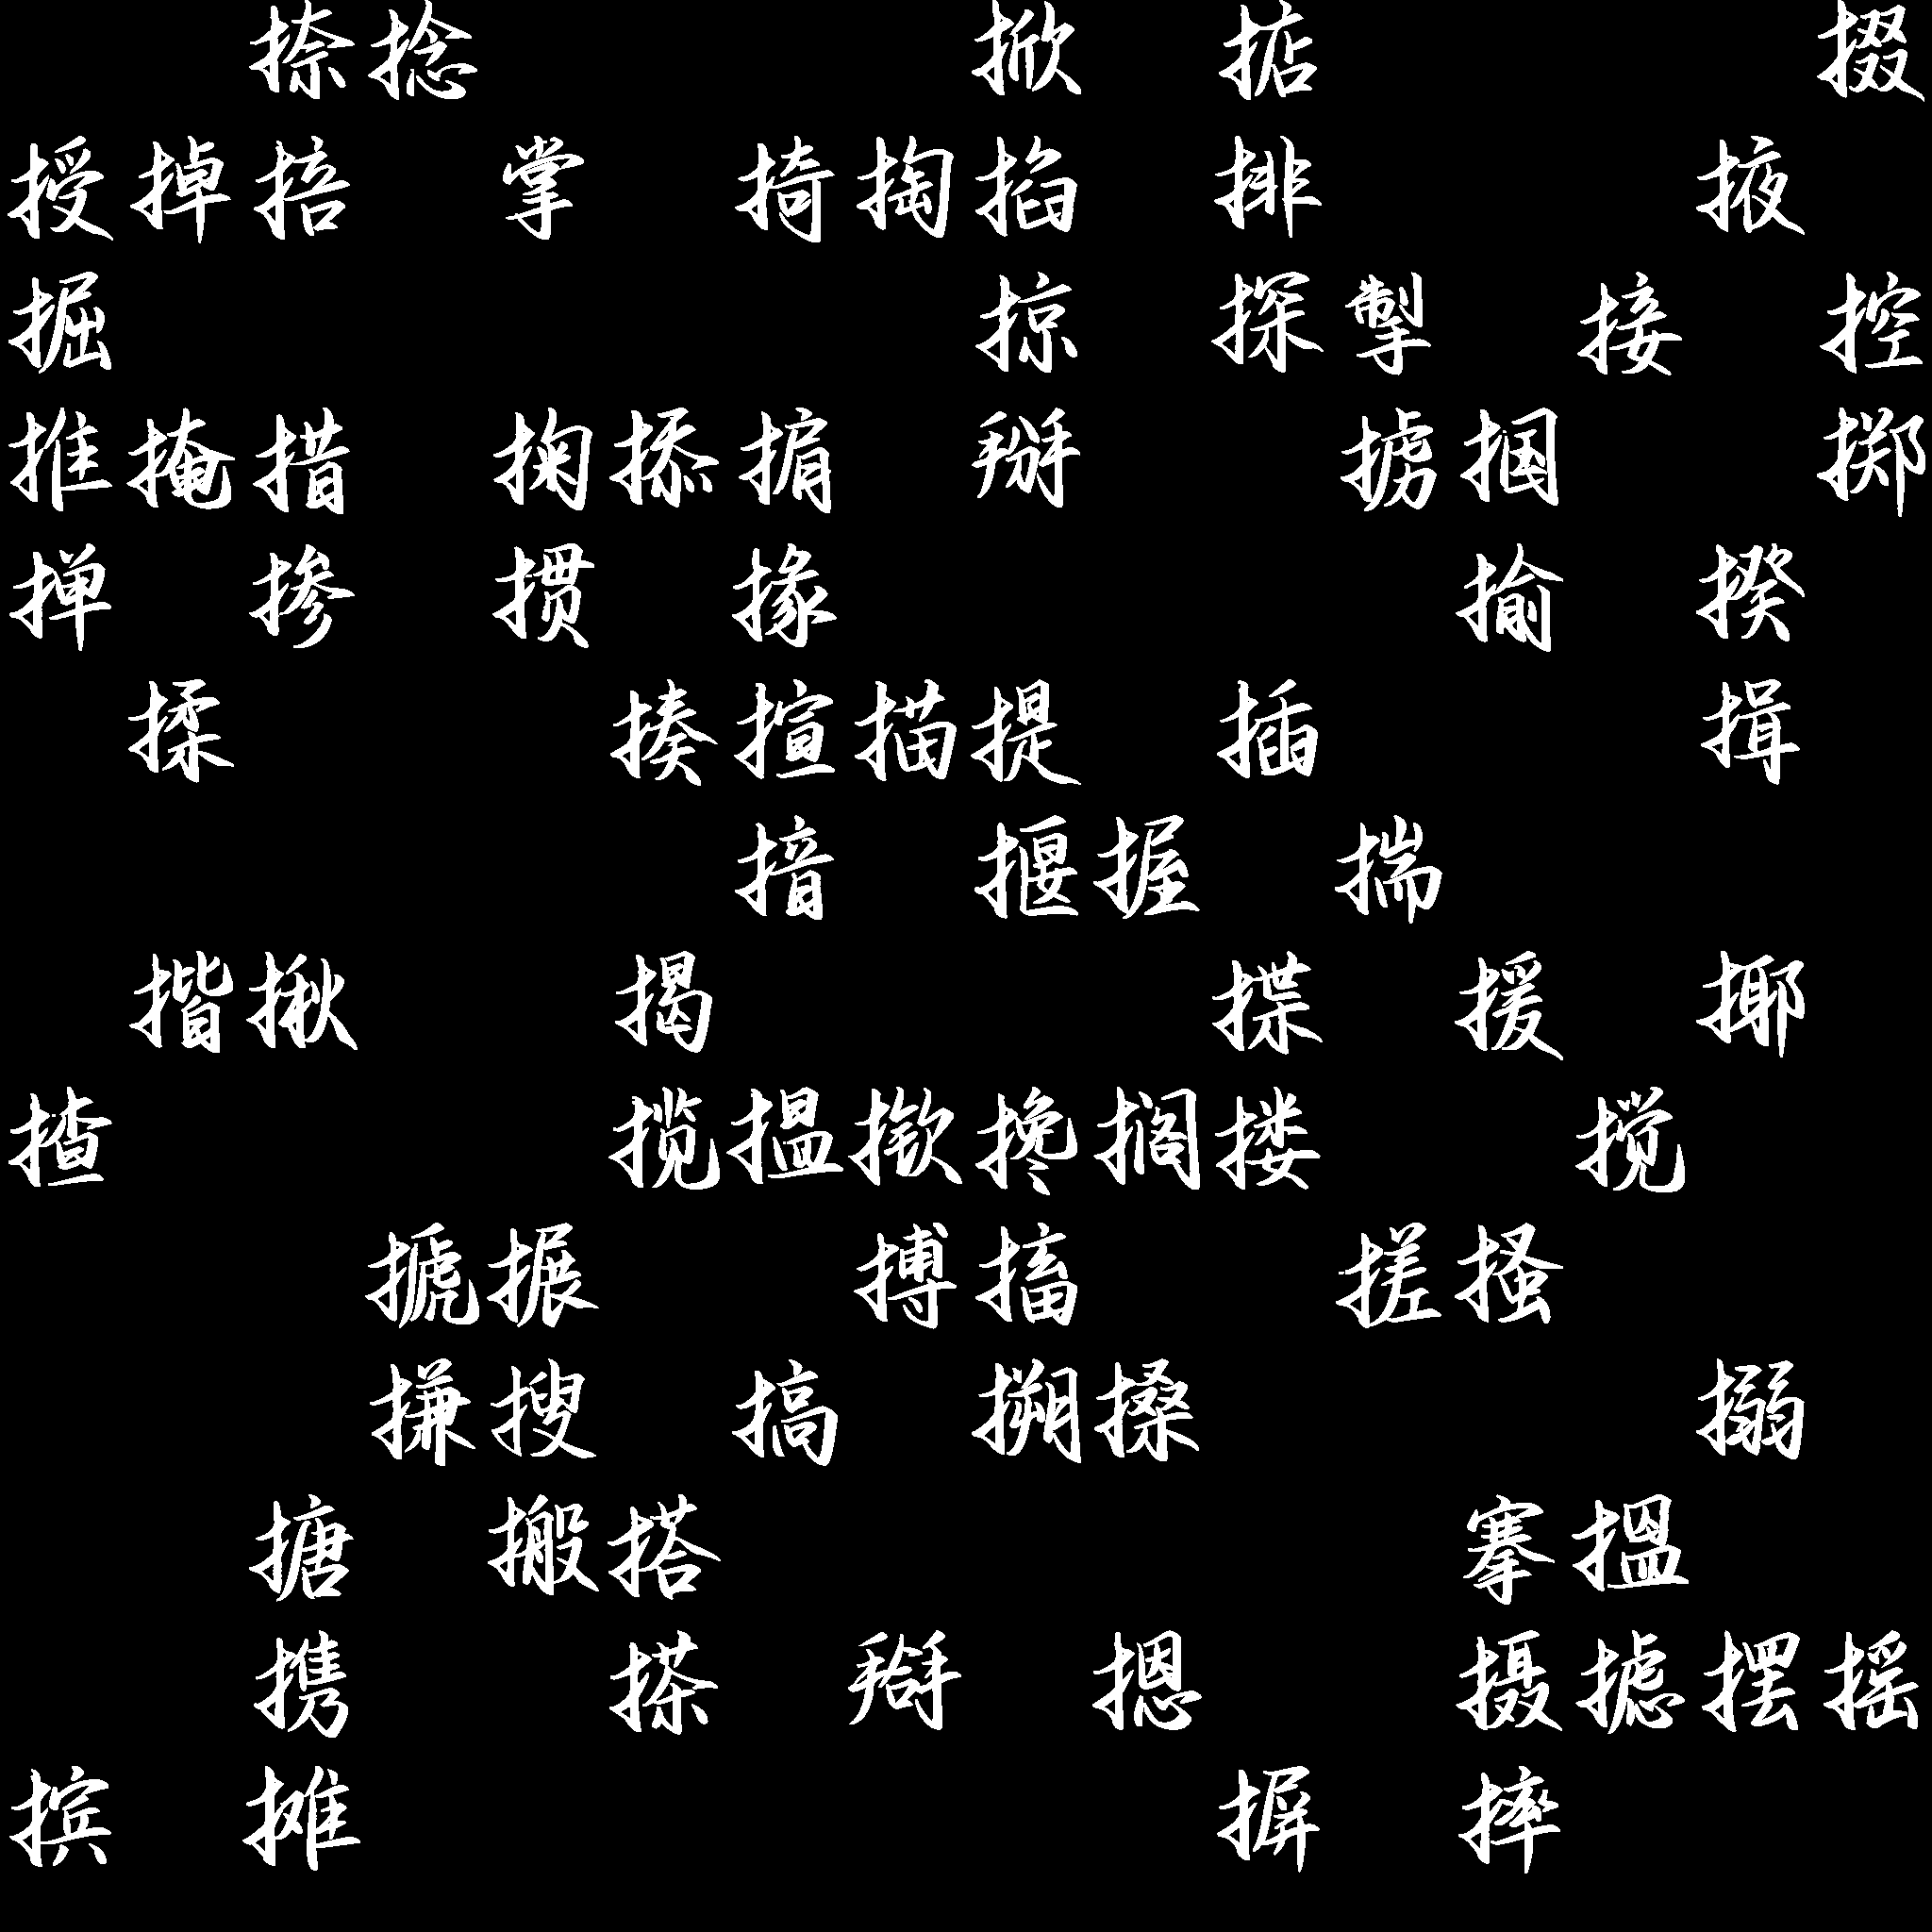 捺捻掀掂掇
授掉掊掌掎掏掐排掖
掘掠探掣接控
推掩措掬掭掮掰掳掴掷
掸掺掼掾揄揆
揉揍揎描提插揖
揞揠握揣
揩揪揭揲援揶
揸揽揾揿搀搁搂搅
搋搌搏搐搓搔
搛搜搞搠搡搦
搪搬搭搴搵
携搽搿摁摄摅摆摇
摈摊摒摔